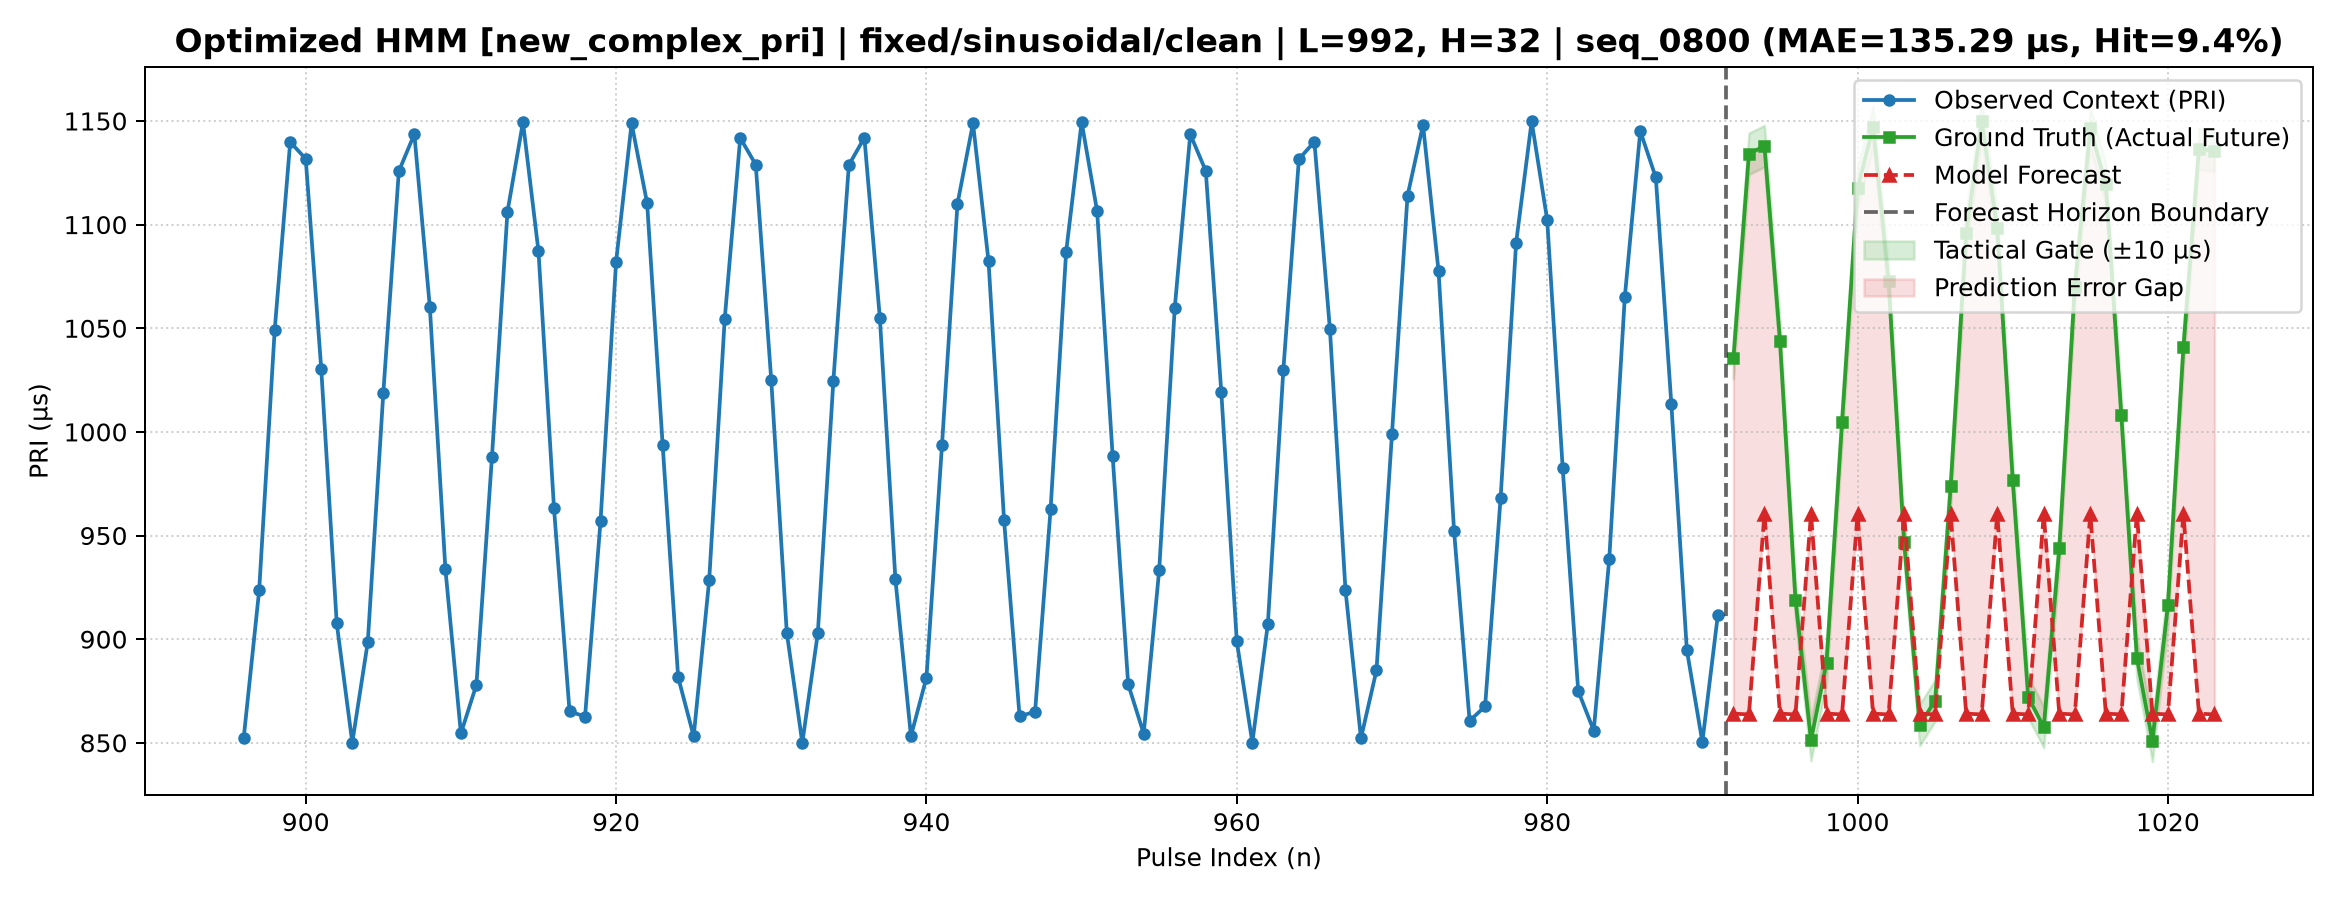 Optimized HMM [new_complex_pri] | fixed/sinusoidal/clean | L=992, H=32 | seq_0800 (MAE=135.29 µs, Hit=9.4%)
Observed Context (PRI)
Ground Truth (Actual Future)
Model Forecast
Forecast Horizon Boundary
Tactical Gate (±10 µs)
Prediction Error Gap
PRI (µs)
1150
1100
1050
1000
950
900
850
900 920 940 960 980 1000 1020
Pulse Index (n)